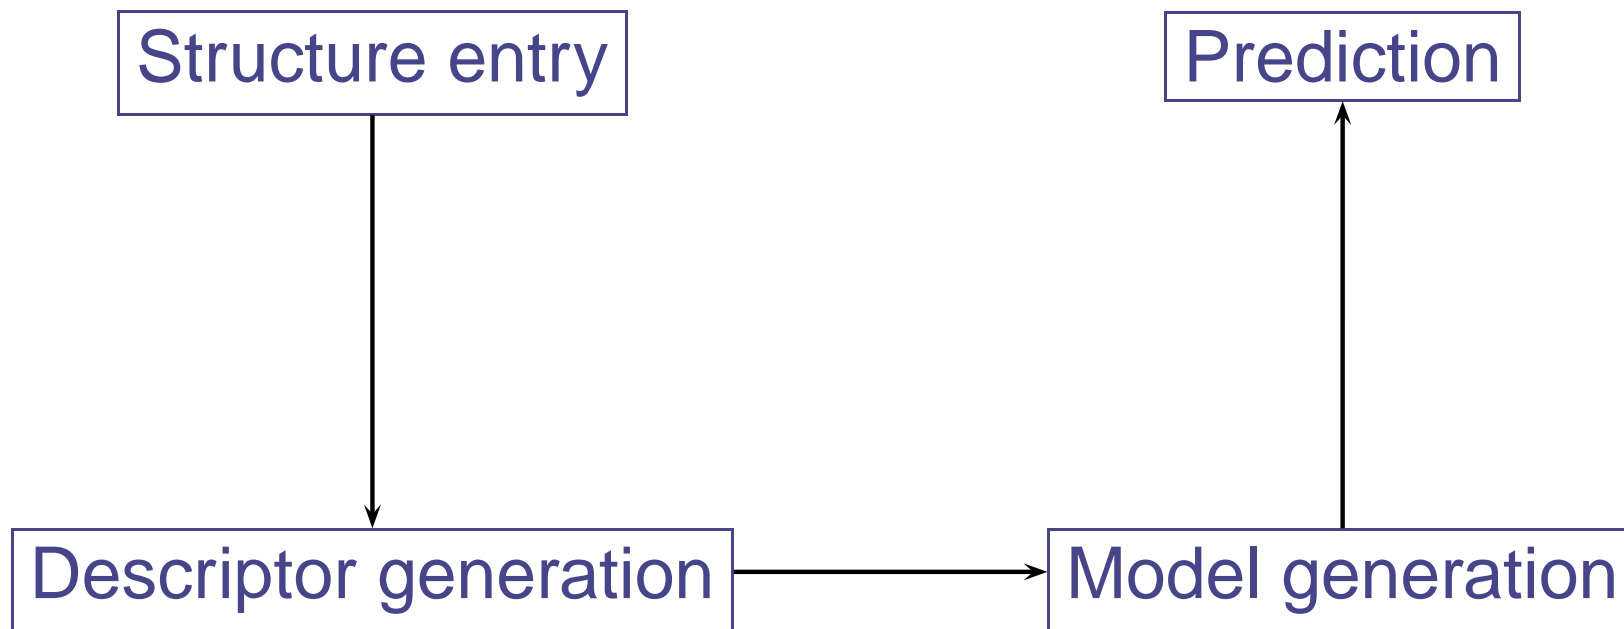 Structure entry
Prediction
Descriptor generation
Model generation